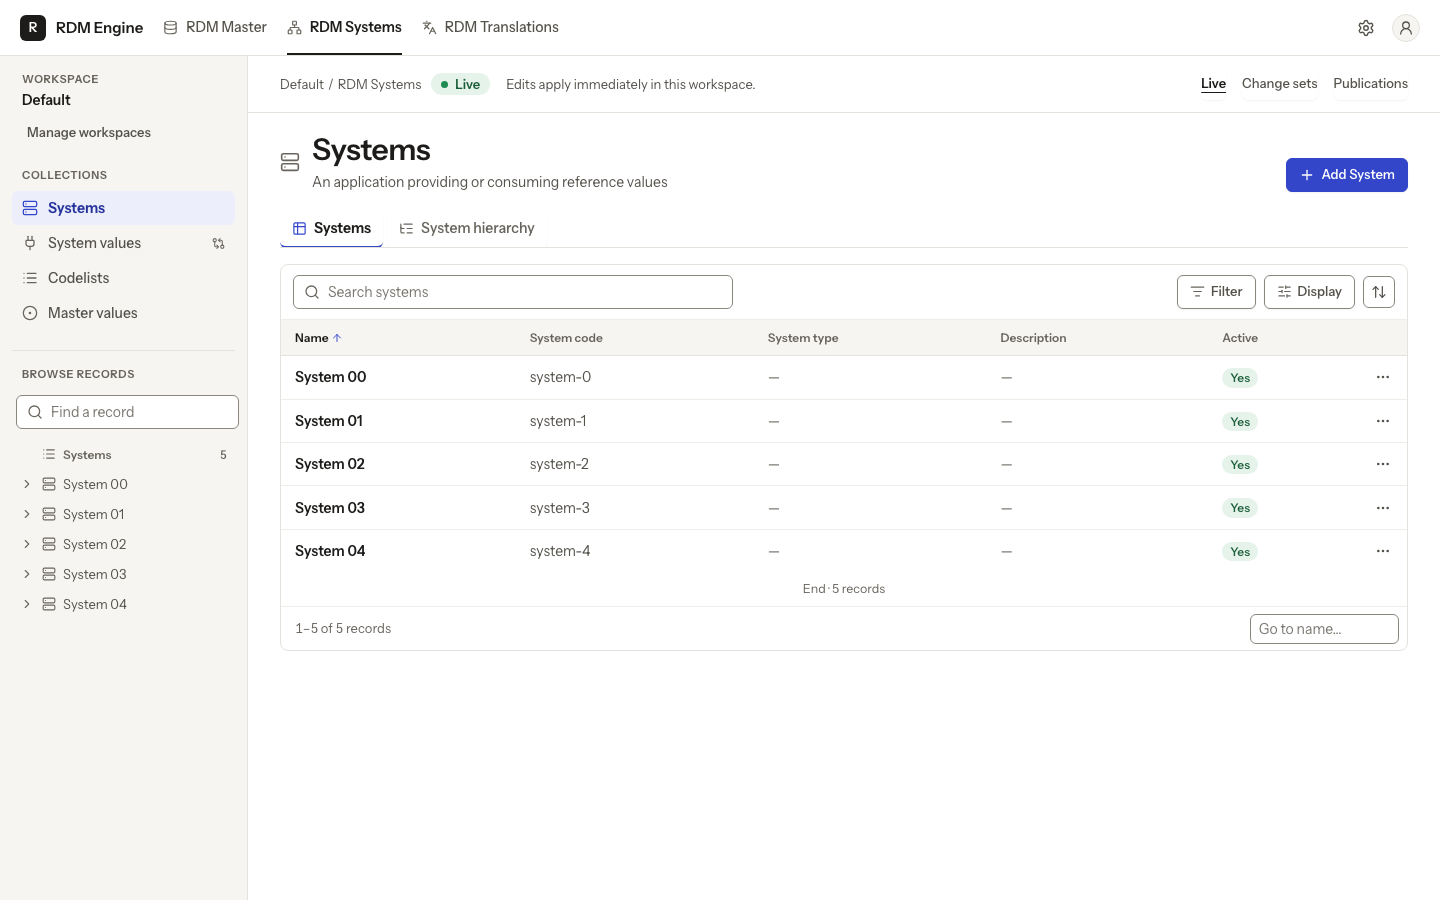 R RDM Engine RDM Master RDM Systems RDM Translations
WORKSPACE
Default
Manage workspaces
COLLECTIONS
Systems
System values
Codelists
Master values
BROWSE RECORDS
Find a record
Systems 5
System 00
System 01
System 02
System 03
System 04
Default / RDM Systems Live Edits apply immediately in this workspace. Live Change sets Publications
Systems
An application providing or consuming reference values
Add System
Systems System hierarchy
Search systems Filter Display
Name System code System type Description Active
System 00 system-0 — — Yes
System 01 system-1 — — Yes
System 02 system-2 — — Yes
System 03 system-3 — — Yes
System 04 system-4 — — Yes
End · 5 records
1–5 of 5 records Go to name...